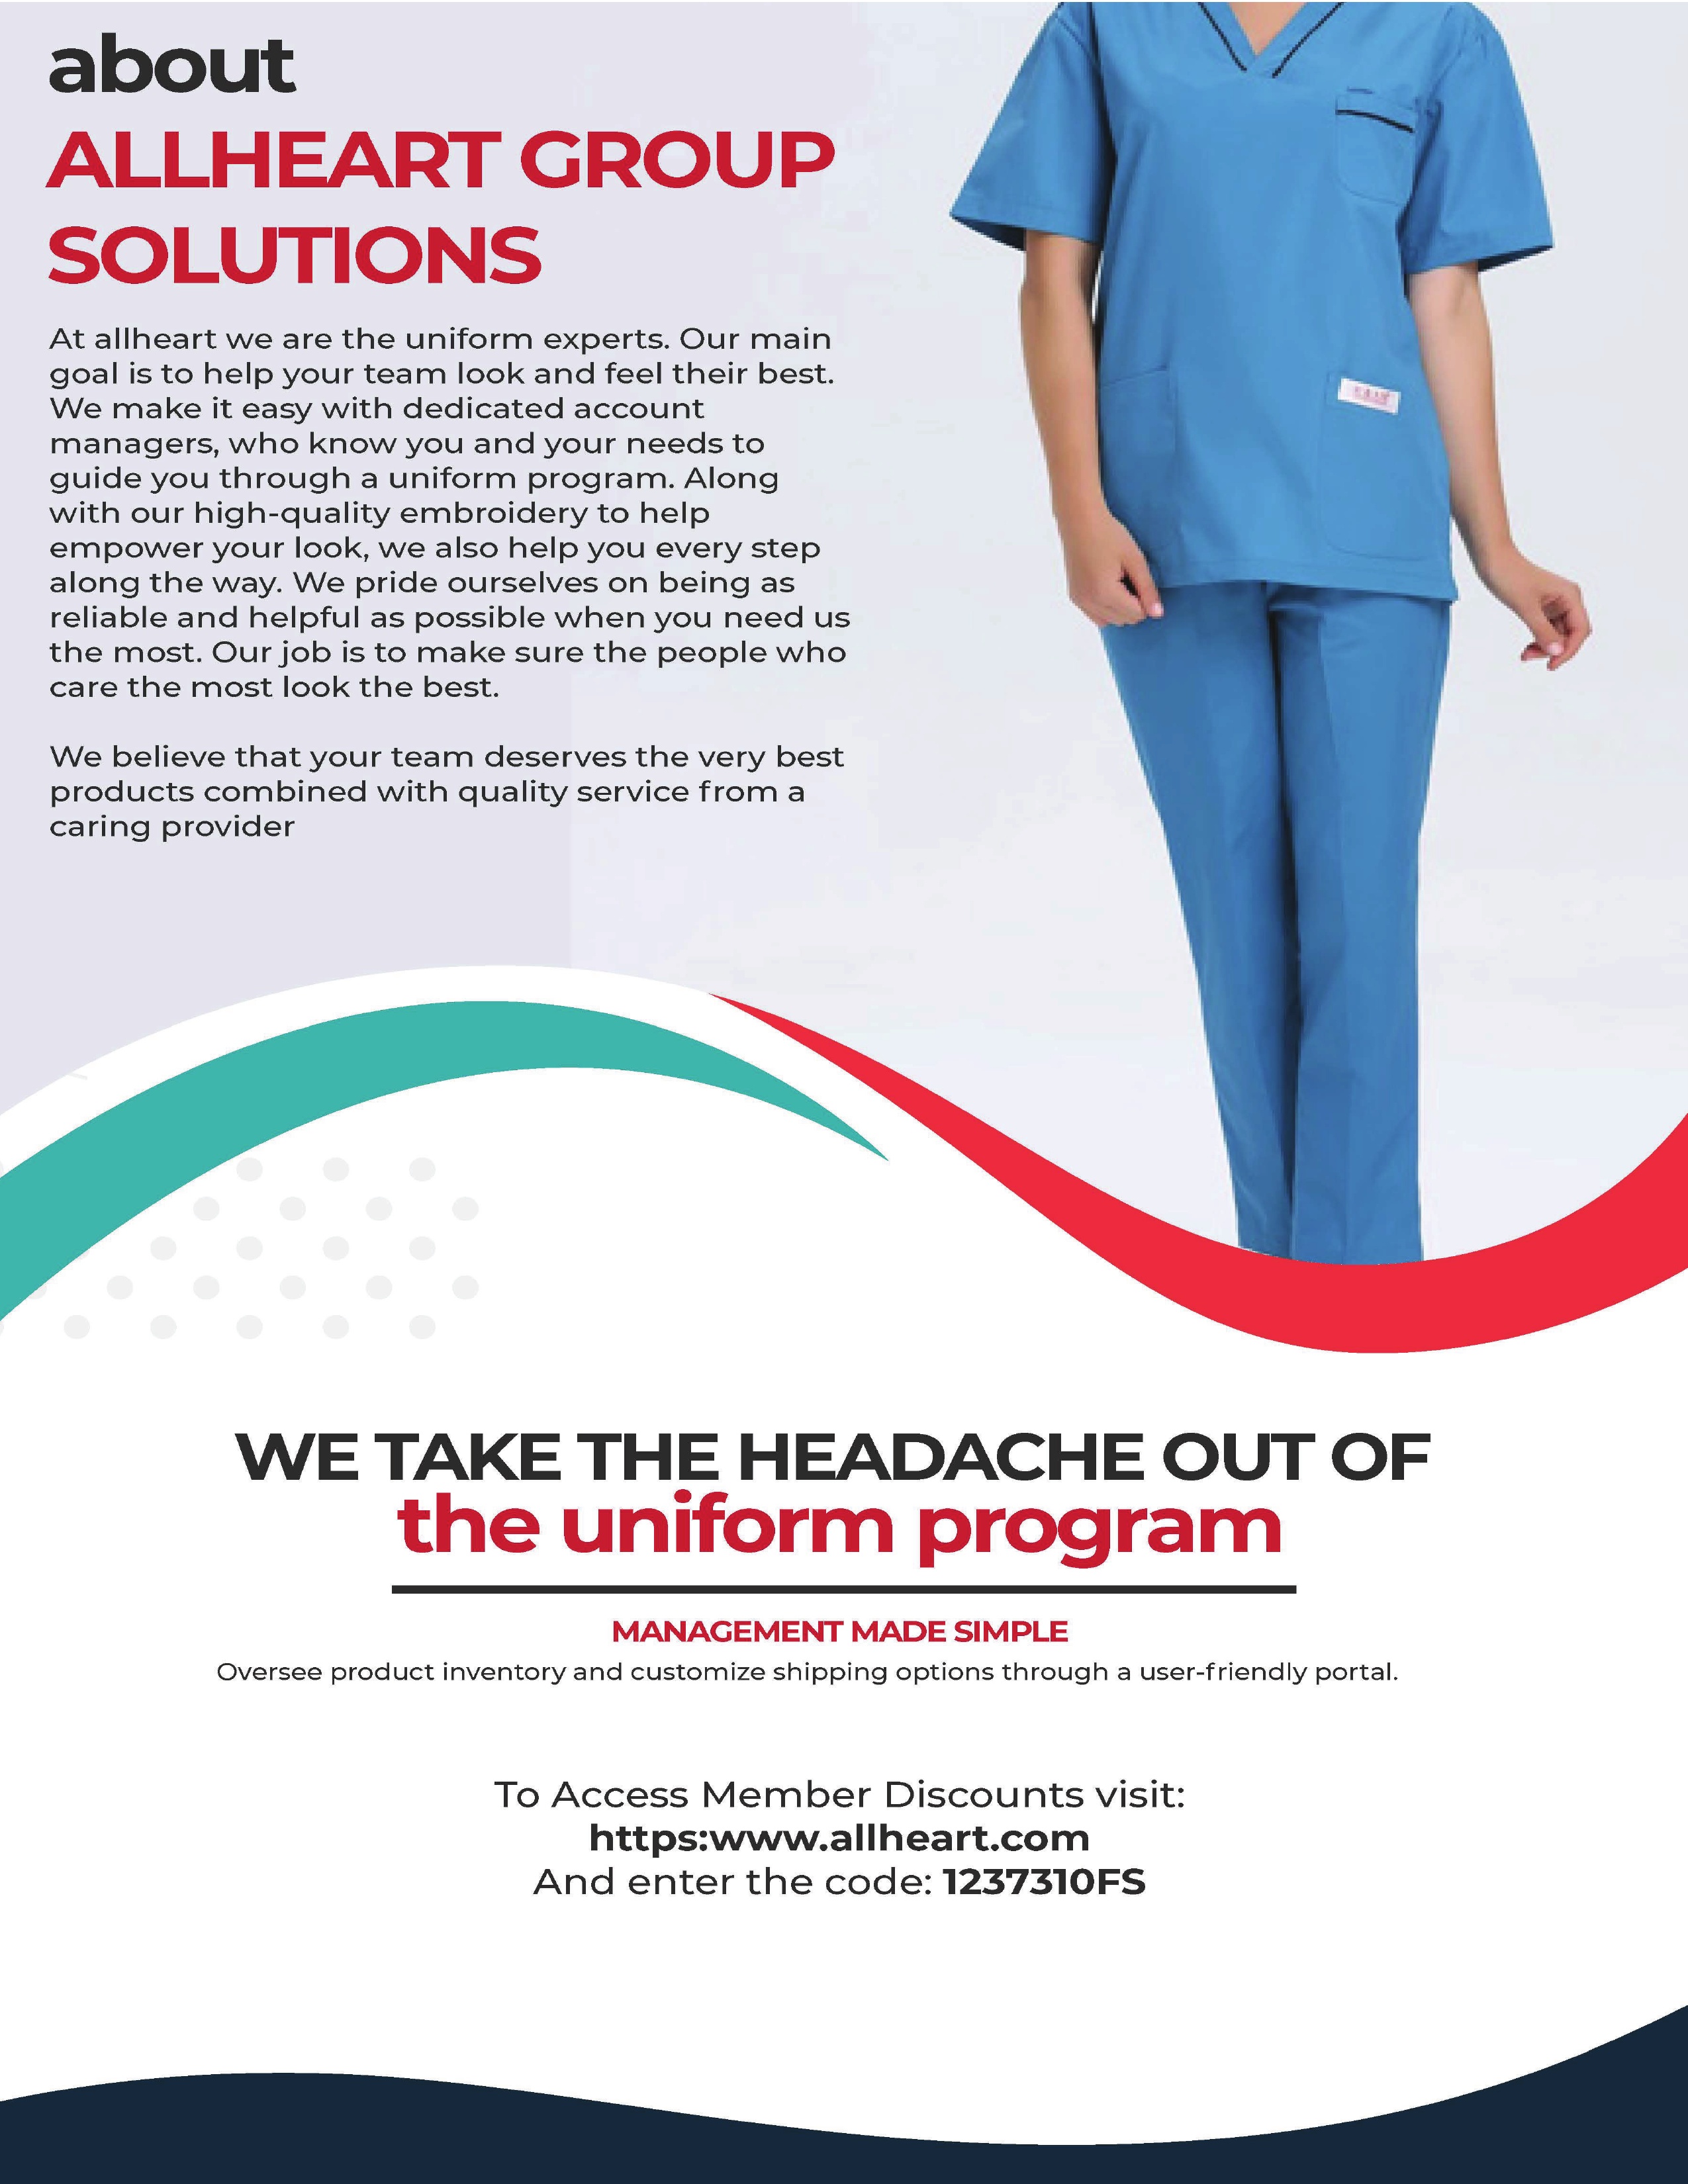 about
ALLHEART GROUP
SOLUTIONS
At allheart we are the uniform experts. Our main
goal is to help your team look and feel their best.
We make it easy with dedicated account
managers, who know you and your needs to
guide you through a uniform program. Along
with our high-quality embroidery to help
empower your look, we also help you every step
along the way. We pride ourselves on being as
reliable and helpful as possible when you need us
the most. Our job is to make sure the people who
care the most look the best.
We believe that your team deserves the very best
products combined with quality service from a
caring provider
WE TAKE THE HEADACHE OUT OF
the uniform program
MANAGEMENT MADE SIMPLE
Oversee product inventory and customize shipping options through a user-friendly portal.
To Access Member Discounts visit:
https:www.allheart.com
And enter the code: 1237310FS